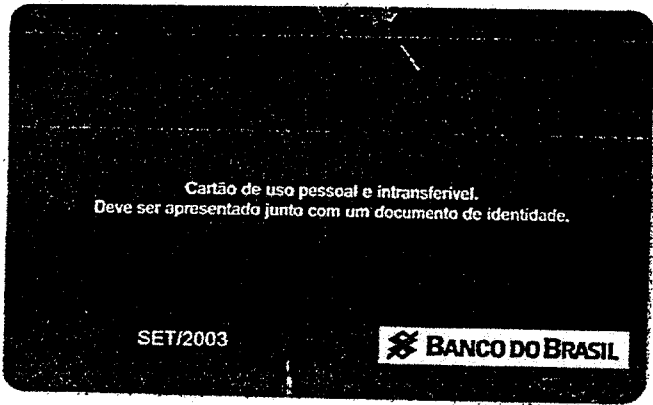 Cartão de uso pessoal e intransferível.
Deve ser apresentado junto com um documento de identidade.
SET/2003
BANCO DO BRASIL